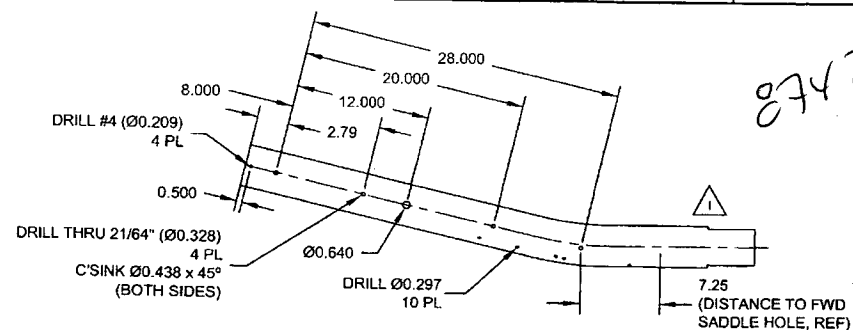 28.000
20.000
8.000
12.000
2.79
DRILL #4 (Ø0.209)
4 PL
0.500
DRILL THRU 21/64" (Ø0.328)
4 PL
C'SINK Ø0.438 x 45°
(BOTH SIDES)
Ø0.640
DRILL Ø0.297
10 PL
1
7.25
(DISTANCE TO FWD
SADDLE HOLE, REF)
874